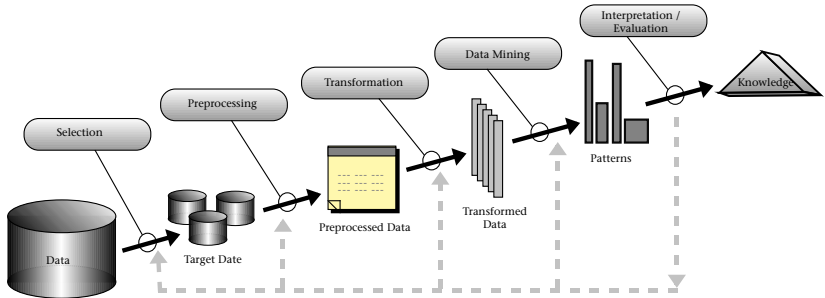 Interpretation /
Evaluation
Data Mining
Transformation
Preprocessing
Selection
Knowledge
Patterns
Transformed
Data
Preprocessed Data
Target Date
Data